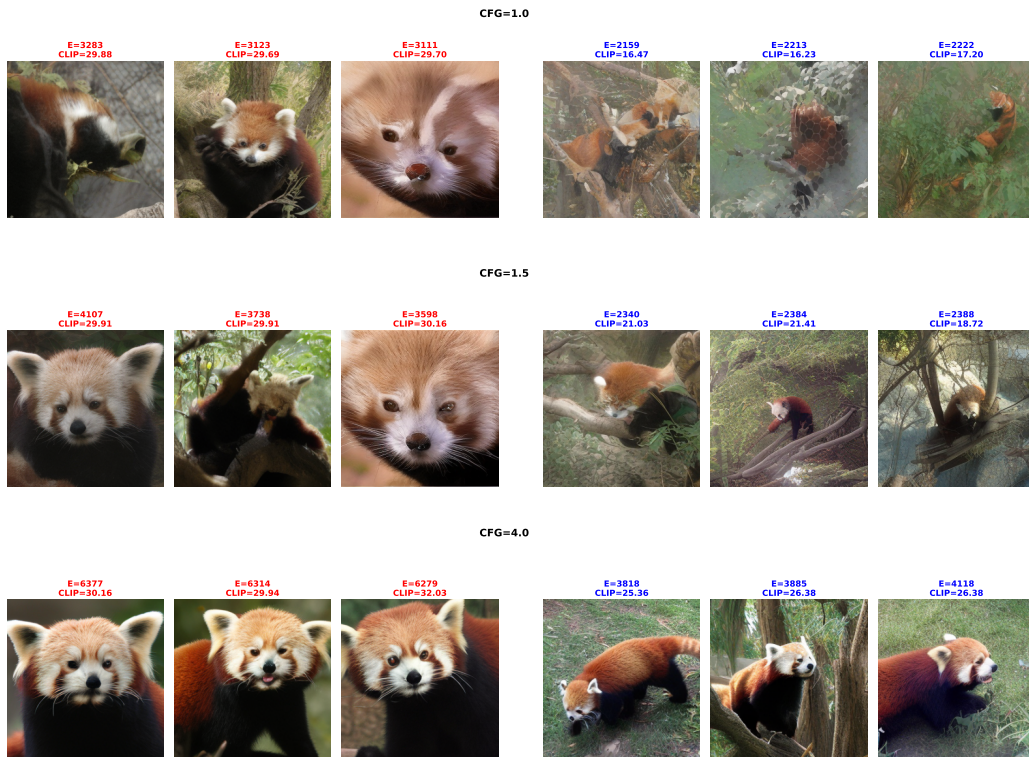 CFG=1.0
E=3283
CLIP=29.88
E=3123
CLIP=29.69
E=3111
CLIP=29.70
E=2159
CLIP=16.47
E=2213
CLIP=16.23
E=2222
CLIP=17.20
CFG=1.5
E=4107
CLIP=29.91
E=3738
CLIP=29.91
E=3598
CLIP=30.16
E=2340
CLIP=21.03
E=2384
CLIP=21.41
E=2388
CLIP=18.72
CFG=4.0
E=6377
CLIP=30.16
E=6314
CLIP=29.94
E=6279
CLIP=32.03
E=3818
CLIP=25.36
E=3885
CLIP=26.38
E=4118
CLIP=26.38